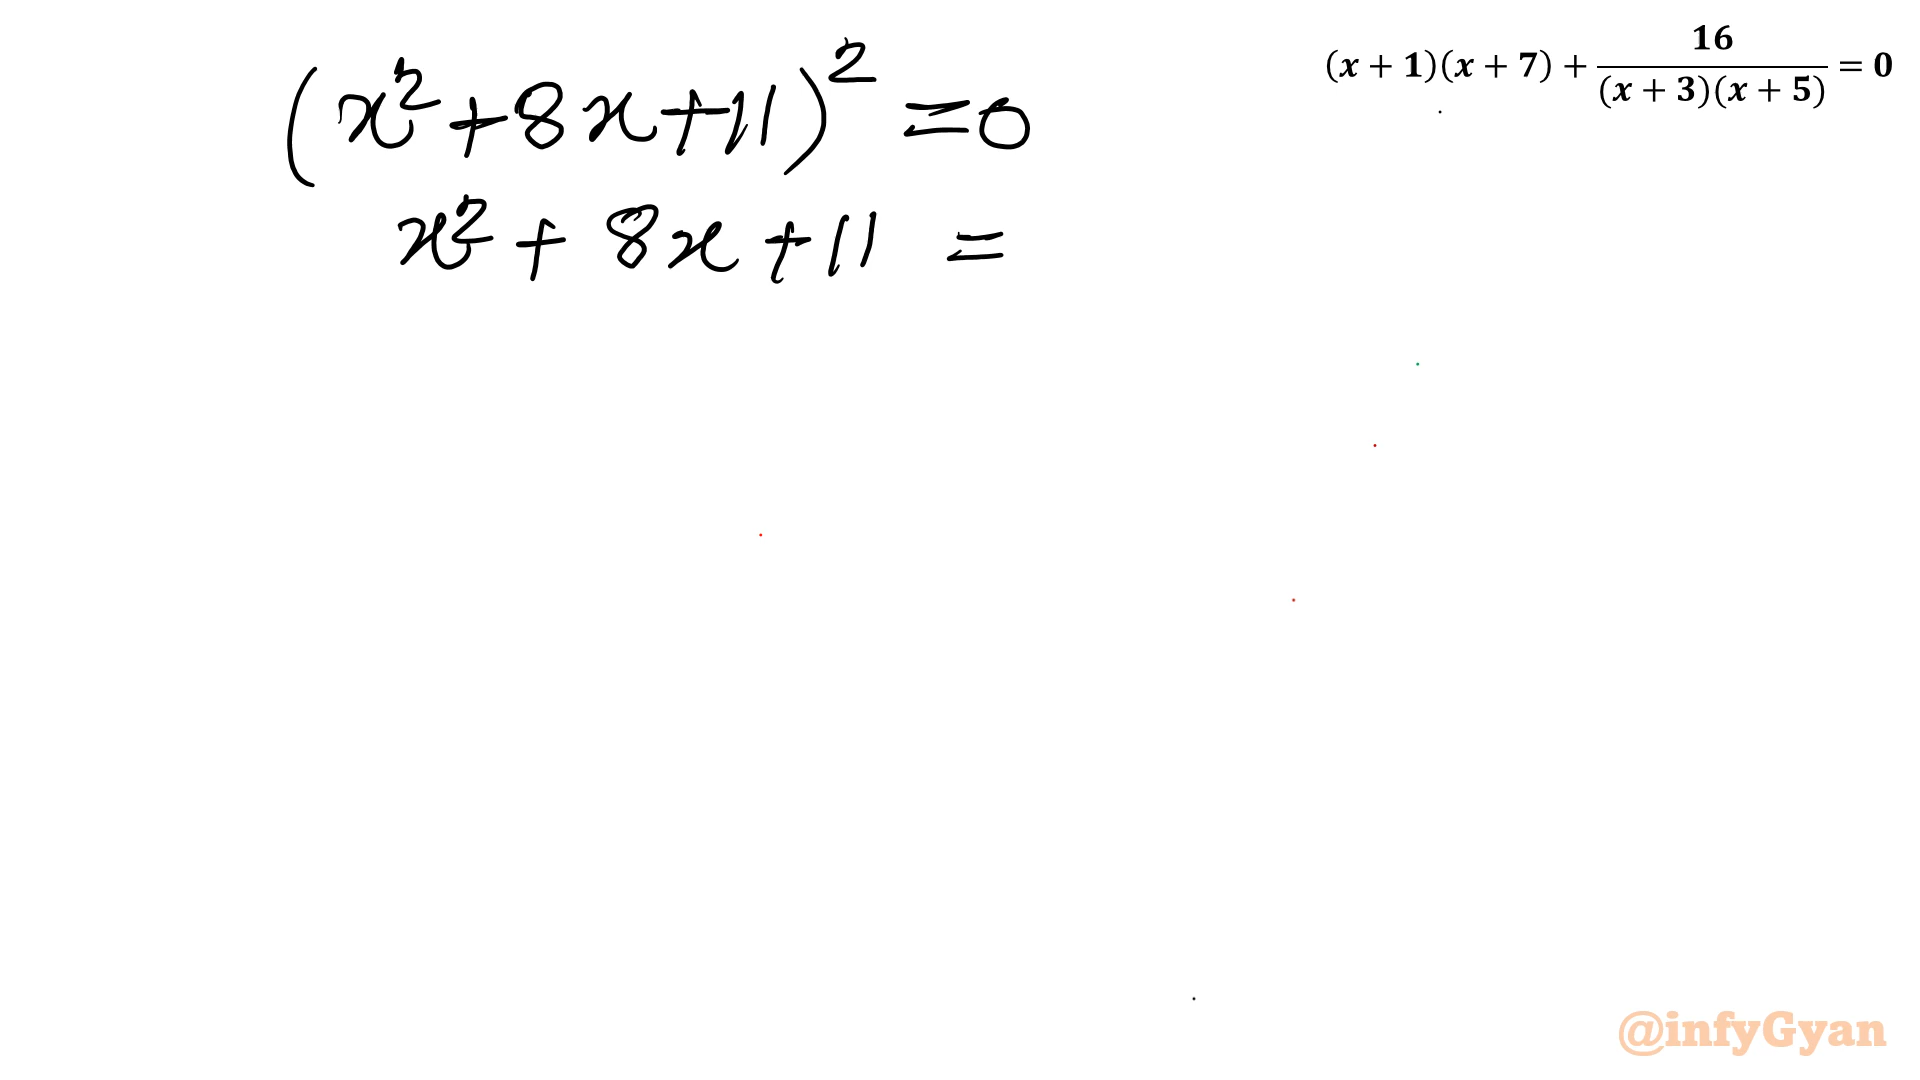 (x² + 8x + 11)² = 0
x² + 8x + 11 =
(x + 1)(x + 7) + 16/((x + 3)(x + 5)) = 0
@infyGyan